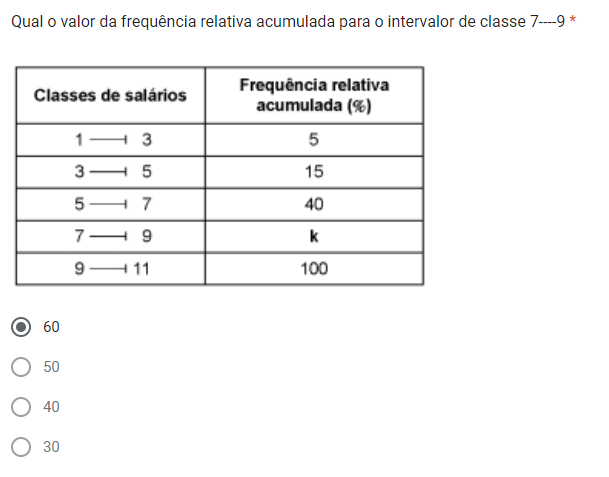 Qual o valor da frequência relativa acumulada para o intervalor de classe 7----9 *
Classes de salários
Frequência relativa
acumulada (%)
1 ──┤ 3 5
3 ──┤ 5 15
5 ──┤ 7 40
7 ──┤ 9 k
9 ──┤ 11 100
60
50
40
30